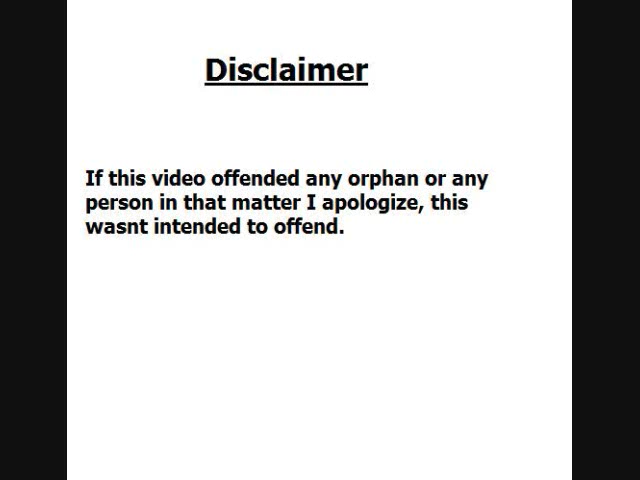 Disclaimer
If this video offended any orphan or any
person in that matter I apologize, this
wasnt intended to offend.